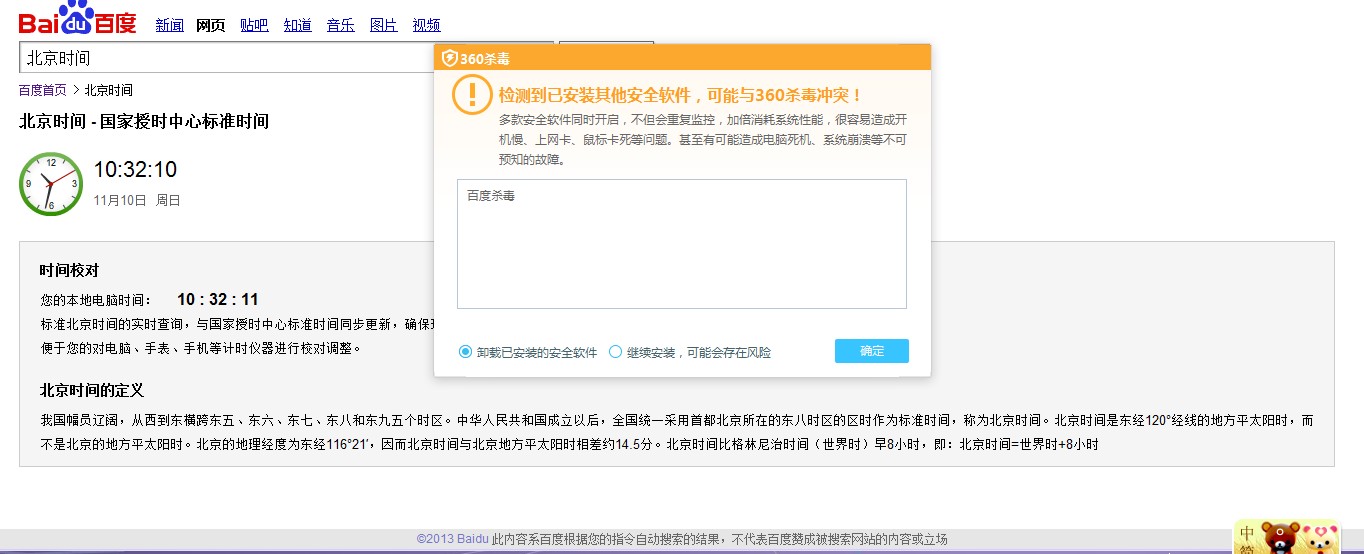 Bai du 百度 新闻 网页 贴吧 知道 音乐 图片 视频
北京时间
百度首页 > 北京时间
北京时间 - 国家授时中心标准时间
12
9
3
6
10:32:10
11月10日 周日
时间校对
您的本地电脑时间： 10 : 32 : 11
标准北京时间的实时查询，与国家授时中心标准时间同步更新，确保
便于您的对电脑、手表、手机等计时仪器进行校对调整。
北京时间的定义
我国幅员辽阔，从西到东横跨东五、东六、东七、东八和东九五个时区。中华人民共和国成立以后，全国统一采用首都北京所在的东八时区的区时作为标准时间，称为北京时间。北京时间是东经120°经线的地方平太阳时，而
不是北京的地方平太阳时。北京的地理经度为东经116°21′，因而北京时间与北京地方平太阳时相差约14.5分。北京时间比格林尼治时间（世界时）早8小时，即：北京时间=世界时+8小时
360杀毒
检测到已安装其他安全软件，可能与360杀毒冲突！
多款安全软件同时开启，不但会重复监控，加倍消耗系统性能，很容易造成开
机慢、上网卡、鼠标卡死等问题。甚至有可能造成电脑死机、系统崩溃等不可
预知的故障。
百度杀毒
卸载已安装的安全软件 继续安装，可能会存在风险 确定
©2013 Baidu 此内容系百度根据您的指令自动搜索的结果，不代表百度赞成被搜索网站的内容或立场
中
简